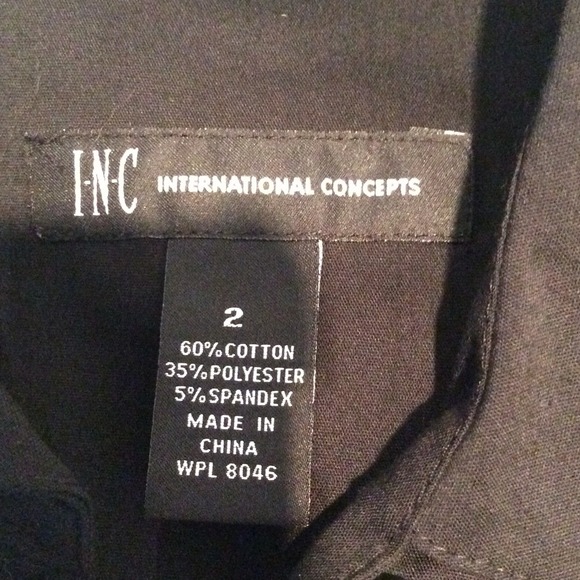 I-N-C INTERNATIONAL CONCEPTS
2
60% COTTON
35% POLYESTER
5% SPANDEX
MADE IN
CHINA
WPL 8046